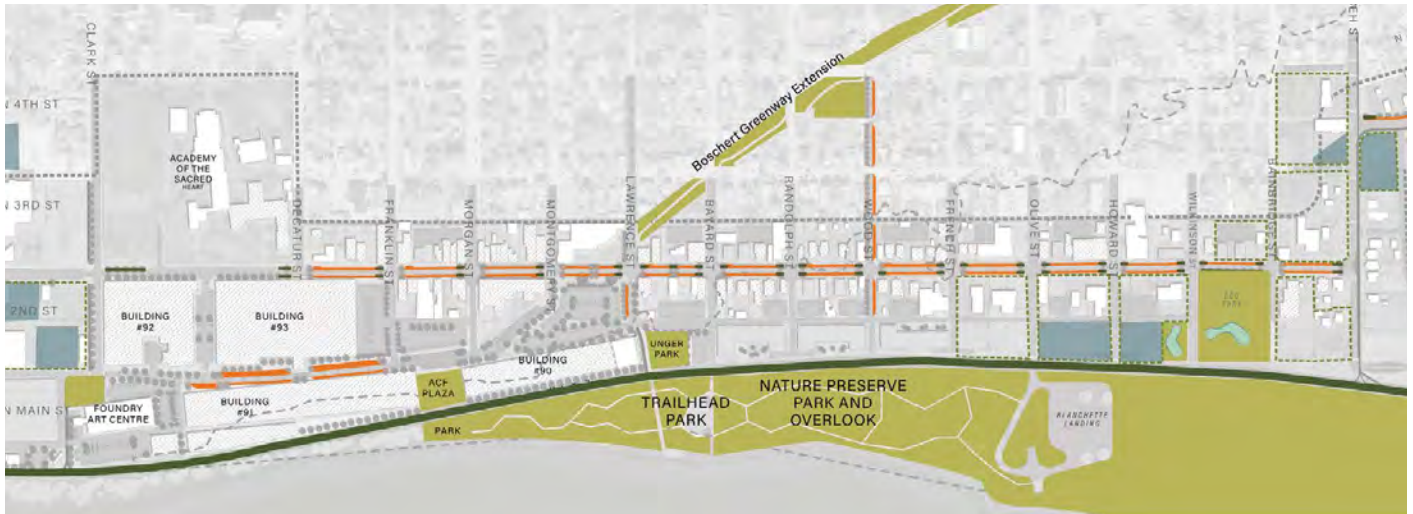 CLARK ST
N 4TH ST
ACADEMY
OF THE
SACRED
HEART
N 3RD ST
2ND ST
N MAIN ST
DECATUR ST
FRANKLIN ST
MORGAN ST
MONTGOMERY ST
LAWRENCE ST
Boschert Greenway Extension
BAYARD ST
RANDOLPH ST
WOOD ST
FRENCH ST
OLIVE ST
HOWARD ST
WILKINSON ST
BAINBRIDGE ST
BUILDING
#92
BUILDING
#93
BUILDING
#91
BUILDING
#90
FOUNDRY
ART CENTRE
ACF
PLAZA
PARK
UNGER
PARK
TRAILHEAD
PARK
NATURE PRESERVE
PARK AND
OVERLOOK
BLANCHETTE
LANDING